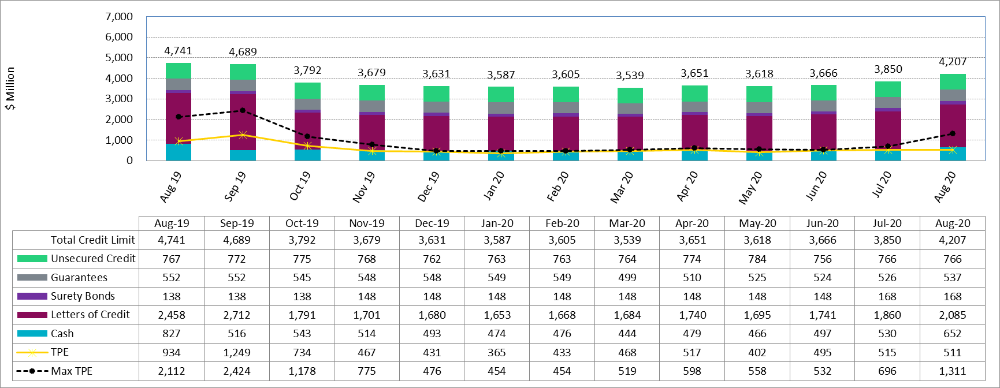 7,000
6,000
5,000
4,000
3,000
2,000
1,000
0
$ Million
4,741 4,689 3,792 3,679 3,631 3,587 3,605 3,539 3,651 3,618 3,666 3,850 4,207
Aug 19 Sep 19 Oct 19 Nov 19 Dec 19 Jan 20 Feb 20 Mar 20 Apr 20 May 20 Jun 20 Jul 20 Aug 20
Aug-19 Sep-19 Oct-19 Nov-19 Dec-19 Jan-20 Feb-20 Mar-20 Apr-20 May-20 Jun-20 Jul-20 Aug-20
Total Credit Limit 4,741 4,689 3,792 3,679 3,631 3,587 3,605 3,539 3,651 3,618 3,666 3,850 4,207
Unsecured Credit 767 772 775 768 762 763 763 764 774 784 756 766 766
Guarantees 552 552 545 548 548 549 549 499 510 525 524 526 537
Surety Bonds 138 138 138 148 148 148 148 148 148 148 148 168 168
Letters of Credit 2,458 2,712 1,791 1,701 1,680 1,653 1,668 1,684 1,740 1,695 1,741 1,860 2,085
Cash 827 516 543 514 493 474 476 444 479 466 497 530 652
TPE 934 1,249 734 467 431 365 433 468 517 402 495 515 511
Max TPE 2,112 2,424 1,178 775 476 454 454 519 598 558 532 696 1,311